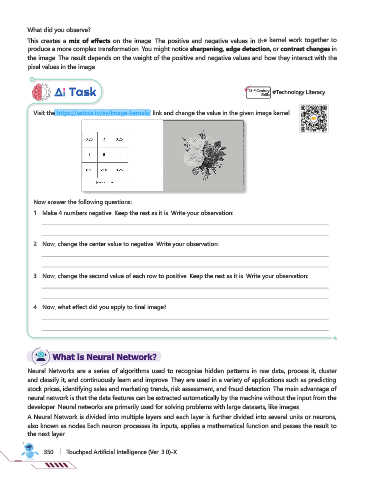 What did you observe?
This creates a mix of effects on the image The positive and negative values in the kernel work together to
produce a more complex transformation You might notice sharpening, edge detection, or contrast changes in
the image The result depends on the weight of the positive and negative values and how they interact with the
pixel values in the image
Ai Task
21st Century Skills #Technology Literacy
Visit the link and change the value in the given image kernel
Now answer the following questions:
1 Make 4 numbers negative Keep the rest as it is Write your observation:
2 Now, change the center value to negative Write your observation:
3 Now, change the second value of each row to positive Keep the rest as it is Write your observation:
4 Now, what effect did you apply to final image?
What is Neural Network?
Neural Networks are a series of algorithms used to recognise hidden patterns in raw data, process it, cluster
and classify it, and continuously learn and improve They are used in a variety of applications such as predicting
stock prices, identifying sales and marketing trends, risk assessment, and fraud detection The main advantage of
neural network is that the data features can be extracted automatically by the machine without the input from the
developer Neural networks are primarily used for solving problems with large datasets, like images
A Neural Network is divided into multiple layers and each layer is further divided into several units or neurons,
also known as nodes Each neuron processes its inputs, applies a mathematical function and passes the result to
the next layer
350 Touchpad Artificial Intelligence (Ver 3 0)-X